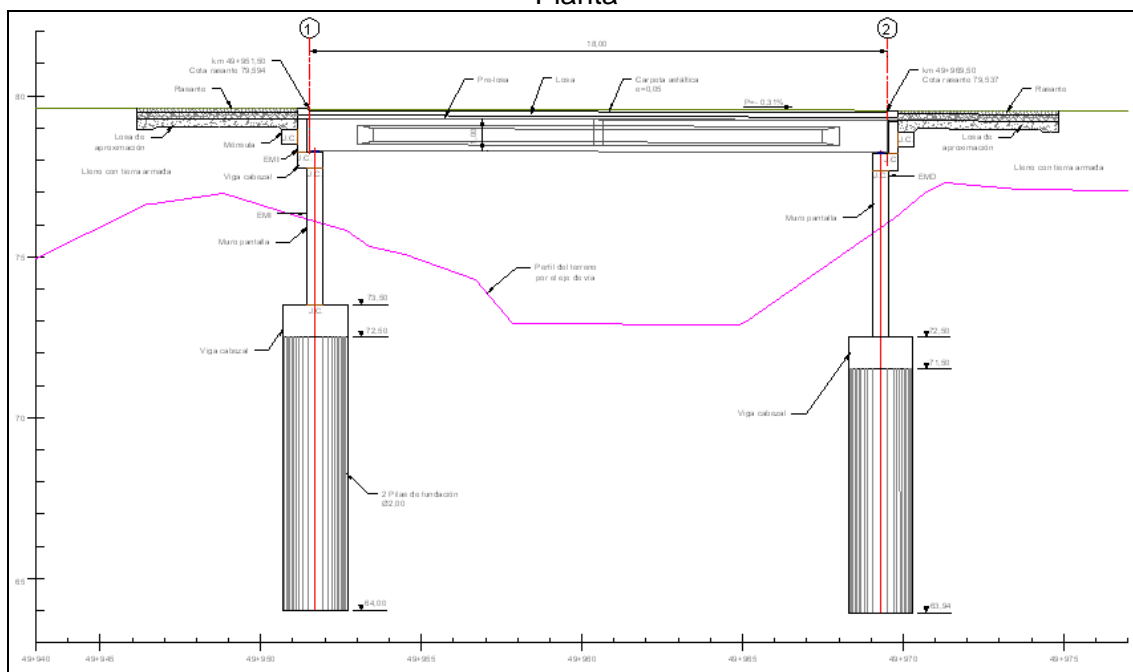 Planta
1
2
18,00
km 49+951,50
Cota rasante 79,594
Pre-losa
Losa
Carpeta asfáltica
e=0,05
km 49+969,50
Cota rasante 79,537
Rasante
P=- 0.31%
Rasante
80
Losa de
aproximación
Ménsula
J.C
J.C
Losa de
aproximación
EMI
J.C
J.C
Lleno con tierra armada
Viga cabezal
J.C
EMD
Lleno con tierra armada
EMI
Muro pantalla
Muro pantalla
75
Perfil del terreno
por el eje de vía
73,50
J.C
72,50
Viga cabezal
72,50
71,50
70
Viga cabezal
2 Pilas de fundación
Ø2,00
65
64,00
63,94
49+940
49+945
49+950
49+955
49+960
49+965
49+970
49+975